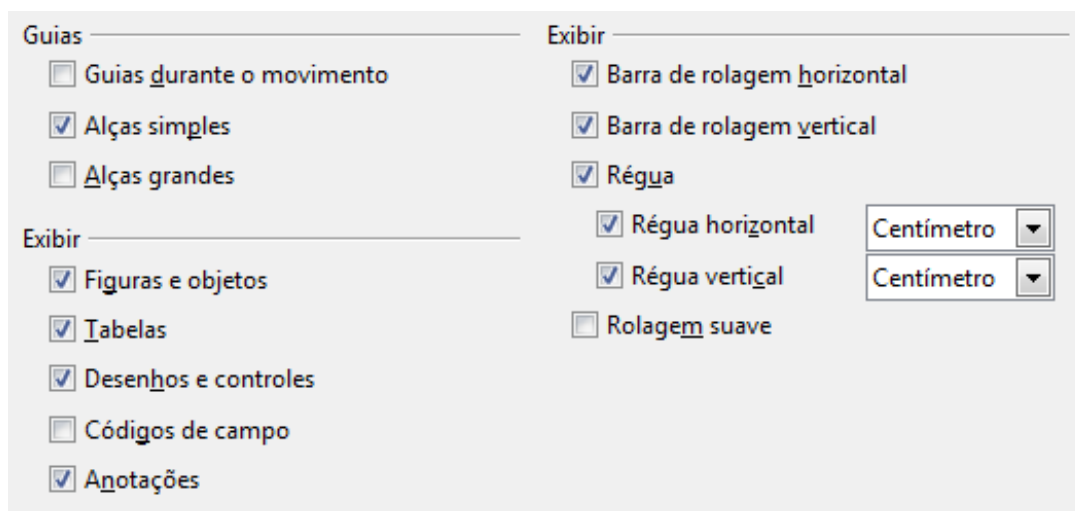 Guias
Guias durante o movimento
Alças simples
Alças grandes
Exibir
Figuras e objetos
Tabelas
Desenhos e controles
Códigos de campo
Anotações
Exibir
Barra de rolagem horizontal
Barra de rolagem vertical
Régua
Régua horizontal Centímetro
Régua vertical Centímetro
Rolagem suave